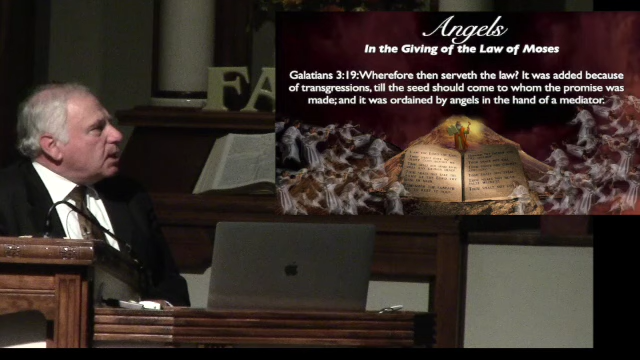 Angels
In the Giving of the Law of Moses
Galatians 3:19:Wherefore then serveth the law? It was added because
of transgressions, till the seed should come to whom the promise was
made; and it was ordained by angels in the hand of a mediator.
FA